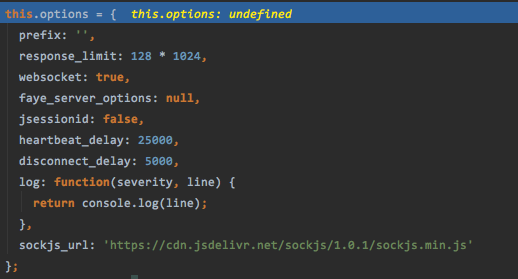 this.options = {  this.options: undefined
  prefix: '',
  response_limit: 128 * 1024,
  websocket: true,
  faye_server_options: null,
  jsessionid: false,
  heartbeat_delay: 25000,
  disconnect_delay: 5000,
  log: function(severity, line) {
    return console.log(line);
  },
  sockjs_url: 'https://cdn.jsdelivr.net/sockjs/1.0.1/sockjs.min.js'
};